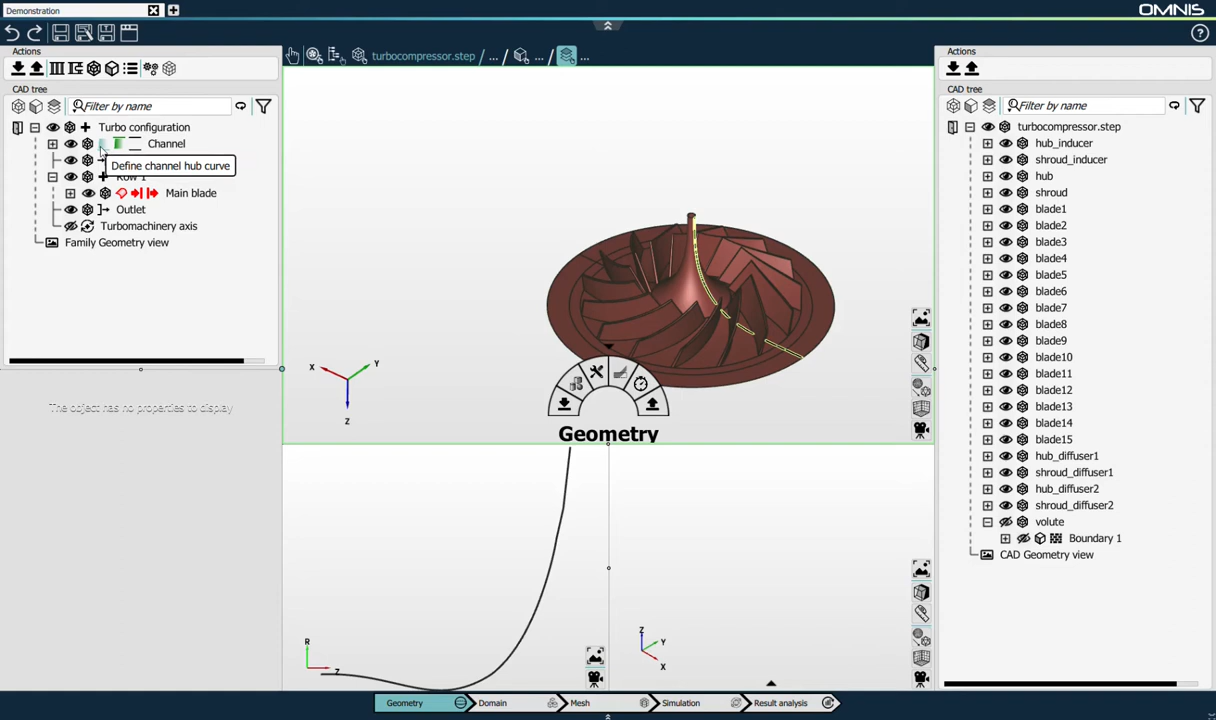 Demonstration
OMNIS
Actions
CAD tree
Filter by name
Turbo configuration
Channel
Define channel hub curve
Main blade
Outlet
Turbomachinery axis
Family Geometry view
The object has no properties to display
turbocompressor.step / ... / ... / ...
X Y Z
Geometry
R
Z
Z
Y
X
Actions
CAD tree
Filter by name
turbocompressor.step
hub_inducer
shroud_inducer
hub
shroud
blade1
blade2
blade3
blade4
blade5
blade6
blade7
blade8
blade9
blade10
blade11
blade12
blade13
blade14
blade15
hub_diffuser1
shroud_diffuser1
hub_diffuser2
shroud_diffuser2
volute
Boundary 1
CAD Geometry view
Geometry Domain Mesh Simulation Result analysis